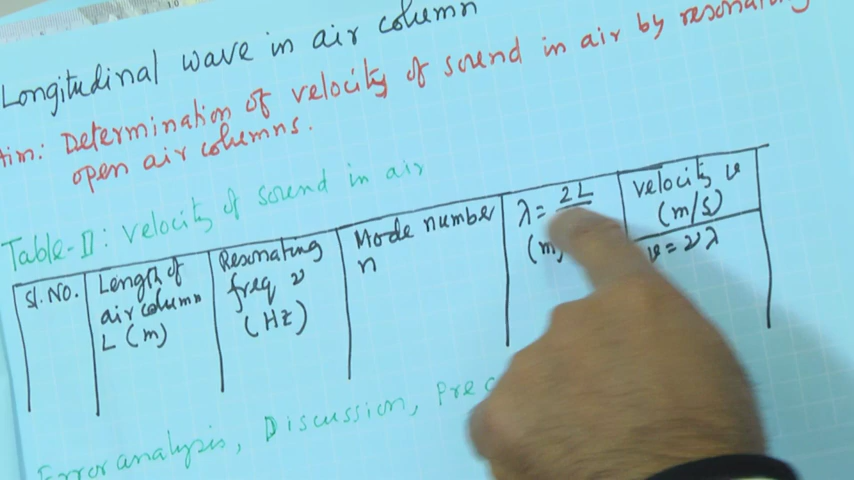 Longitudinal wave in air column
Aim: Determination of velocity of sound in air by resonating
open air columns.
Table-II: Velocity of sound in air
Sl. No.
Length of
air column
L (m)
Resonating
freq ν
(Hz)
Mode number
n
λ = 2L
(m)
velocity v
(m/s)
v = νλ
Error analysis, Discussion,